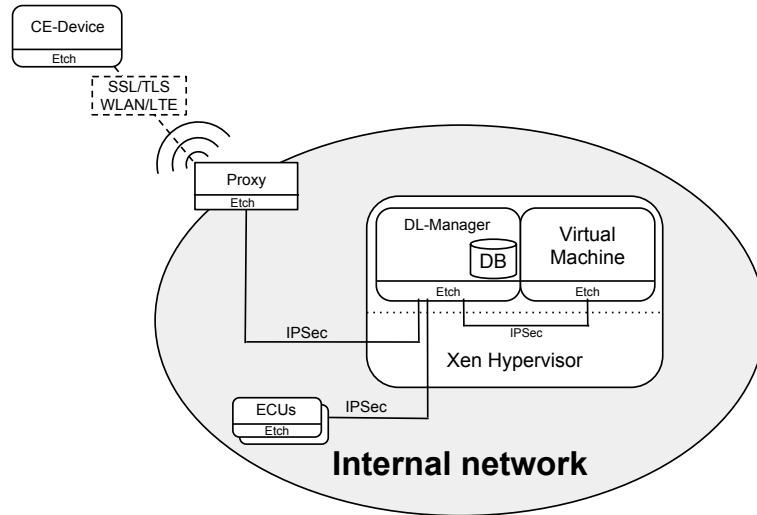 CE-Device
Etch
SSL/TLS
WLAN/LTE
Proxy
Etch
DL-Manager
DB
Etch
Virtual
Machine
Etch
IPSec
IPSec
Xen Hypervisor
ECUs
Etch
IPSec
Internal network